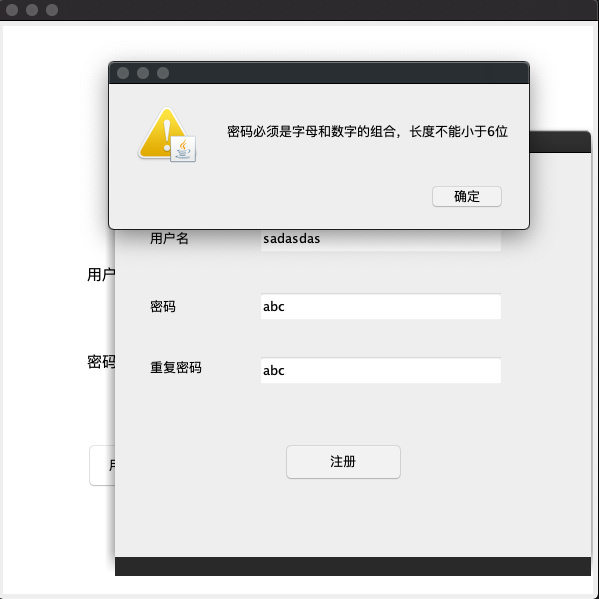 密码必须是字母和数字的组合，长度不能小于6位
确定
用户名
sadasdas
用户
密码
abc
密码
重复密码
abc
注册